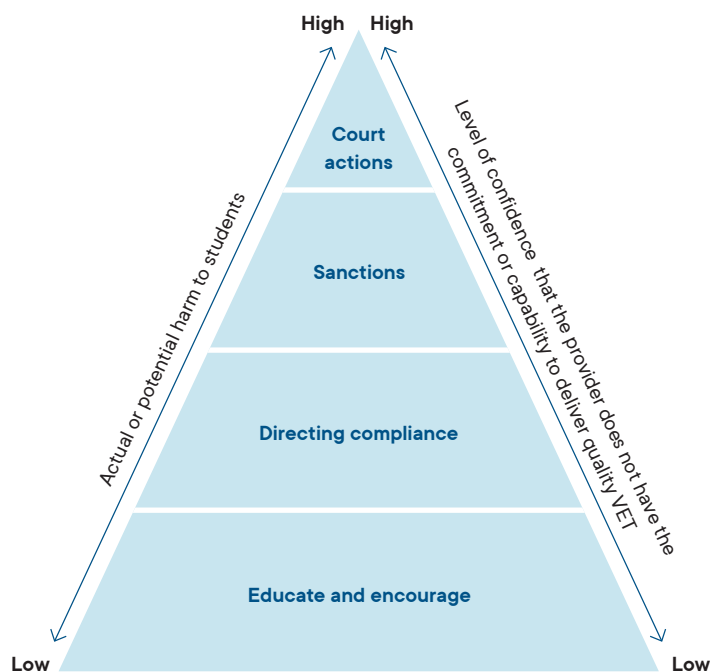 High High
Court
actions
Sanctions
Directing compliance
Educate and encourage
Low Low
Actual or potential harm to students
Level of confidence that the provider does not have the
commitment or capability to deliver quality VET